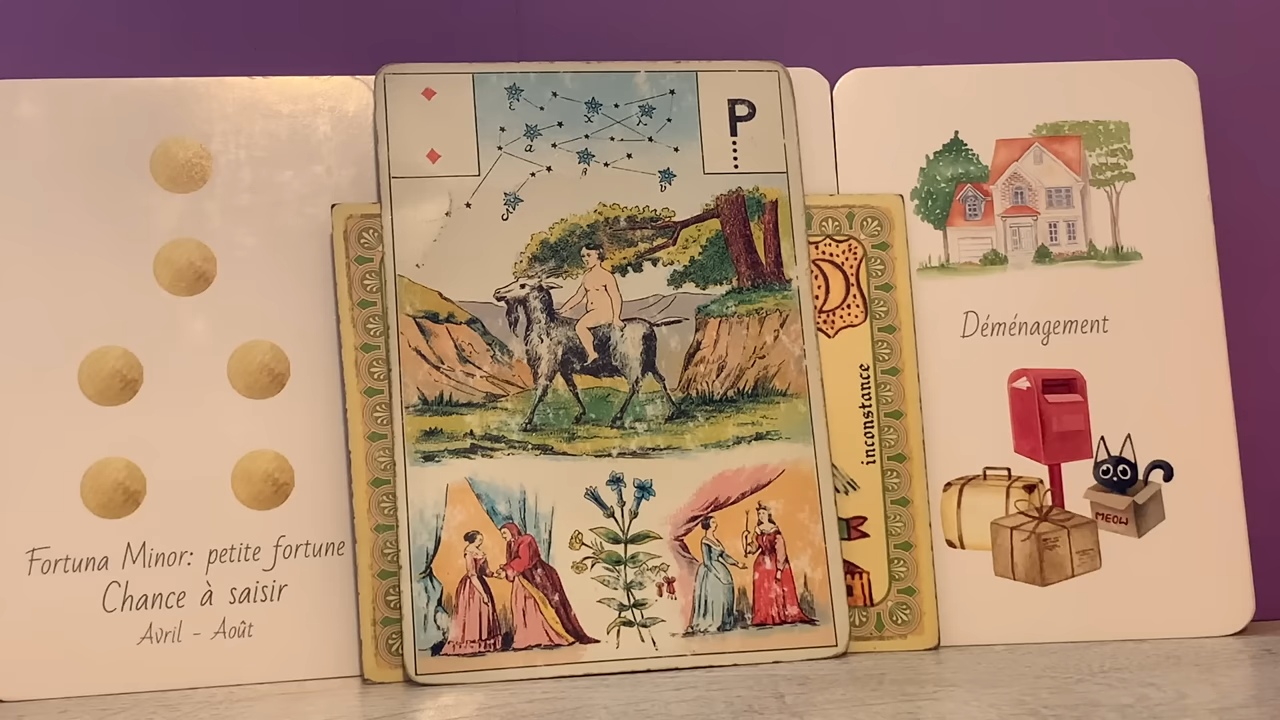 Fortuna Minor: petite fortune
Chance à saisir
Avril - Août
P
inconstance
Déménagement
MEOW